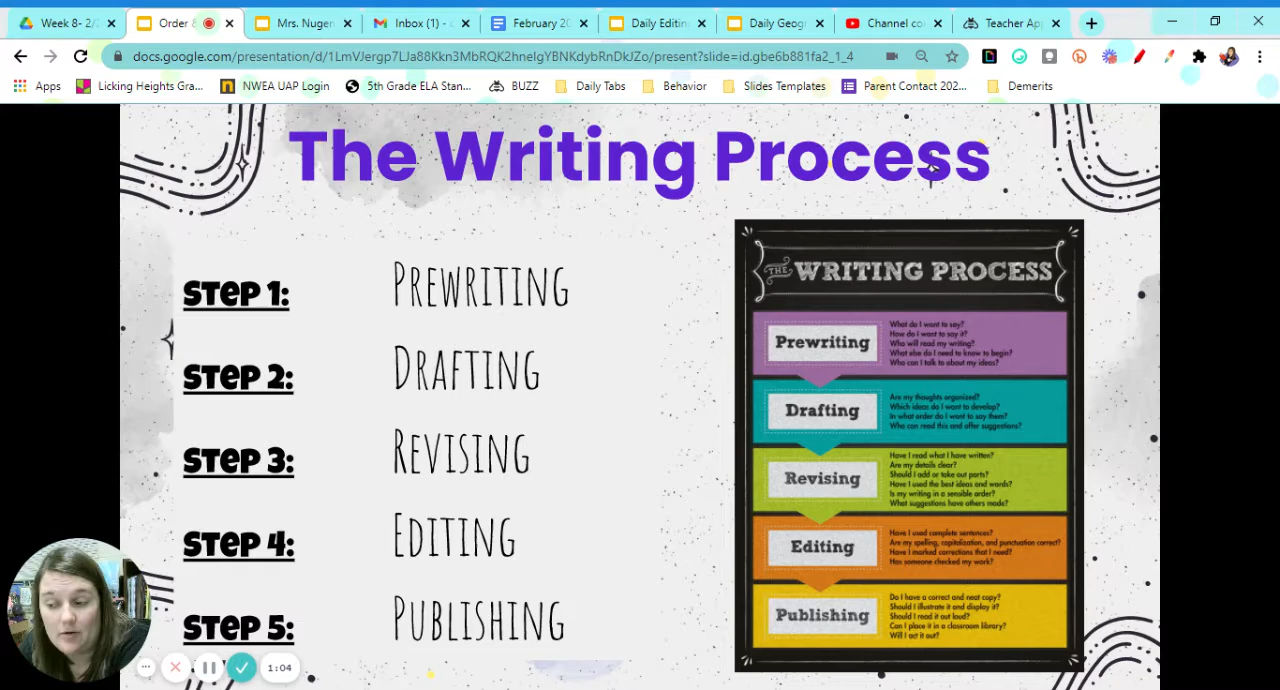 Week 8- 2/
Order &
Mrs. Nugen
Inbox (1) -
February 20
Daily Editin
Daily Geog
Channel co
Teacher Ap
docs.google.com/presentation/d/1LmVJergp7LJa88Kkn3MbRQK2hneIgYBNKdybRnDkJZo/present?slide=id.gbe6b881fa2_1_4
Apps
Licking Heights Gra...
NWEA UAP Login
5th Grade ELA Stan...
BUZZ
Daily Tabs
Behavior
Slides Templates
Parent Contact 202...
Demerits
The Writing Process
Step 1: Prewriting
Step 2: Drafting
Step 3: Revising
Step 4: Editing
Step 5: Publishing
THE WRITING PROCESS
Prewriting
What do I want to say?
How do I want to say it?
Who will read my writing?
What else do I need to know to begin?
Who can I talk to about my ideas?
Drafting
Are my thoughts organized?
Which ideas do I want to develop?
In what order do I want to say them?
Who can read this and offer suggestions?
Revising
Have I read what I have written?
Are my details clear?
Should I add or take out parts?
Have I used the best ideas and words?
Is my writing in a sensible order?
What suggestions have others made?
Editing
Have I used complete sentences?
Are my spelling, capitalization, and punctuation correct?
Have I marked corrections that I need?
Has someone checked my work?
Publishing
Do I have a correct and neat copy?
Should I illustrate it and display it?
Should I read it out loud?
Can I place it in a classroom library?
Will I act it out?
1:04